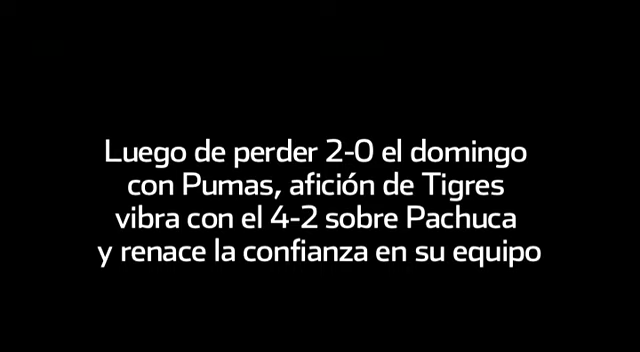 Luego de perder 2-0 el domingo
con Pumas, afición de Tigres
vibra con el 4-2 sobre Pachuca
y renace la confianza en su equipo